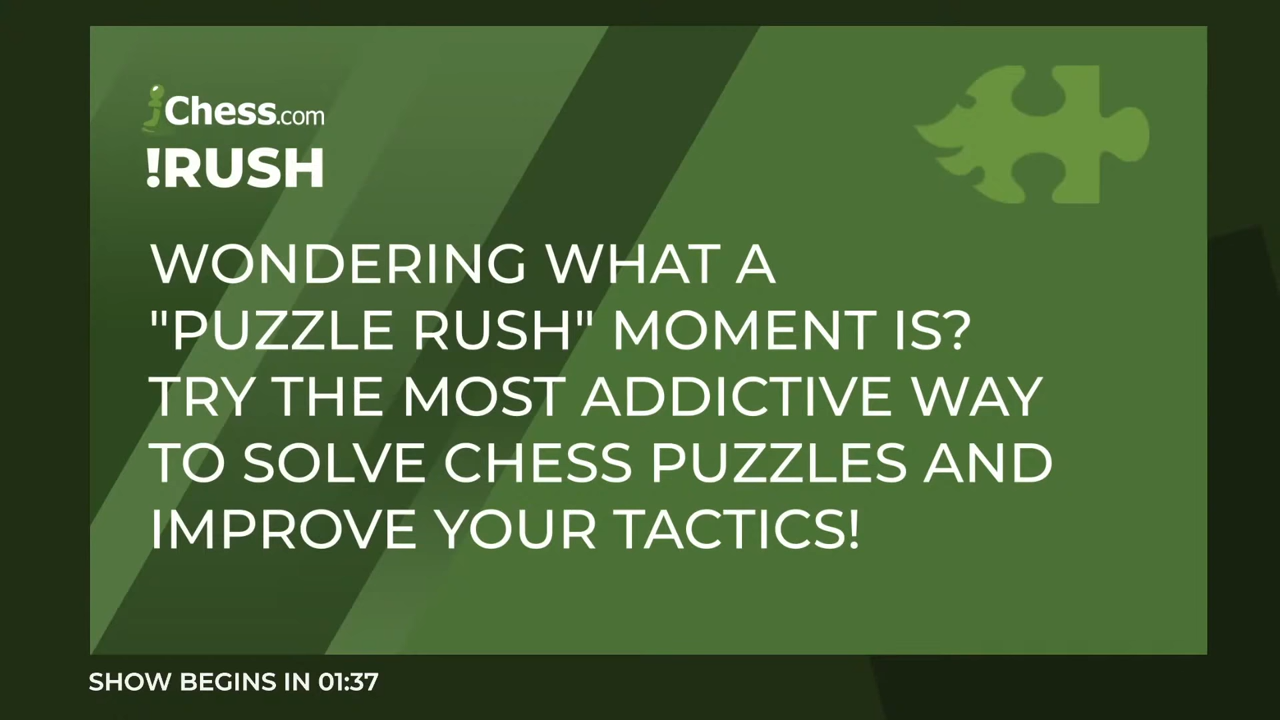 Chess.com
!RUSH
WONDERING WHAT A
"PUZZLE RUSH" MOMENT IS?
TRY THE MOST ADDICTIVE WAY
TO SOLVE CHESS PUZZLES AND
IMPROVE YOUR TACTICS!
SHOW BEGINS IN 01:37